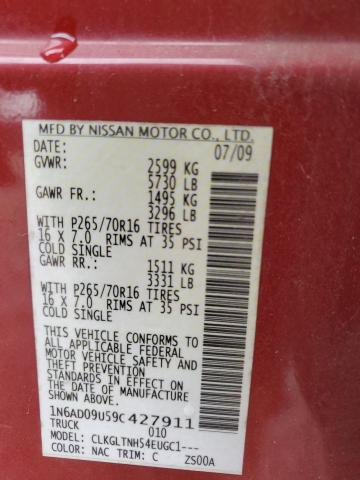 MFD BY NISSAN MOTOR CO., LTD.
DATE: 07/09
GVWR: 2599 KG
5730 LB
GAWR FR.: 1495 KG
3296 LB
WITH P265/70R16 TIRES
16 X 7.0 RIMS AT 35 PSI
COLD SINGLE
GAWR RR.: 1511 KG
3331 LB
WITH P265/70R16 TIRES
16 X 7.0 RIMS AT 35 PSI
COLD SINGLE
THIS VEHICLE CONFORMS TO
ALL APPLICABLE FEDERAL
MOTOR VEHICLE SAFETY AND
THEFT PREVENTION
STANDARDS IN EFFECT ON
THE DATE OF MANUFACTURE
SHOWN ABOVE.
1N6AD09U59C427911
TRUCK 010
MODEL: CLKGLTNH54EUGC1---
COLOR: NAC TRIM: C ZS00A